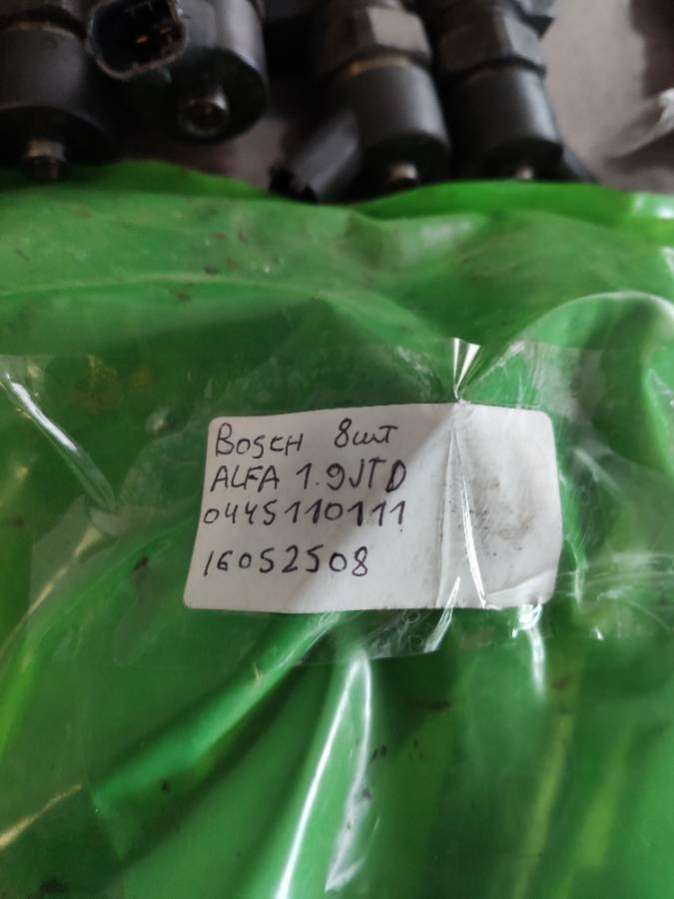 BOSCH 8шт
ALFA 1.9JTD
0445110111
16052508